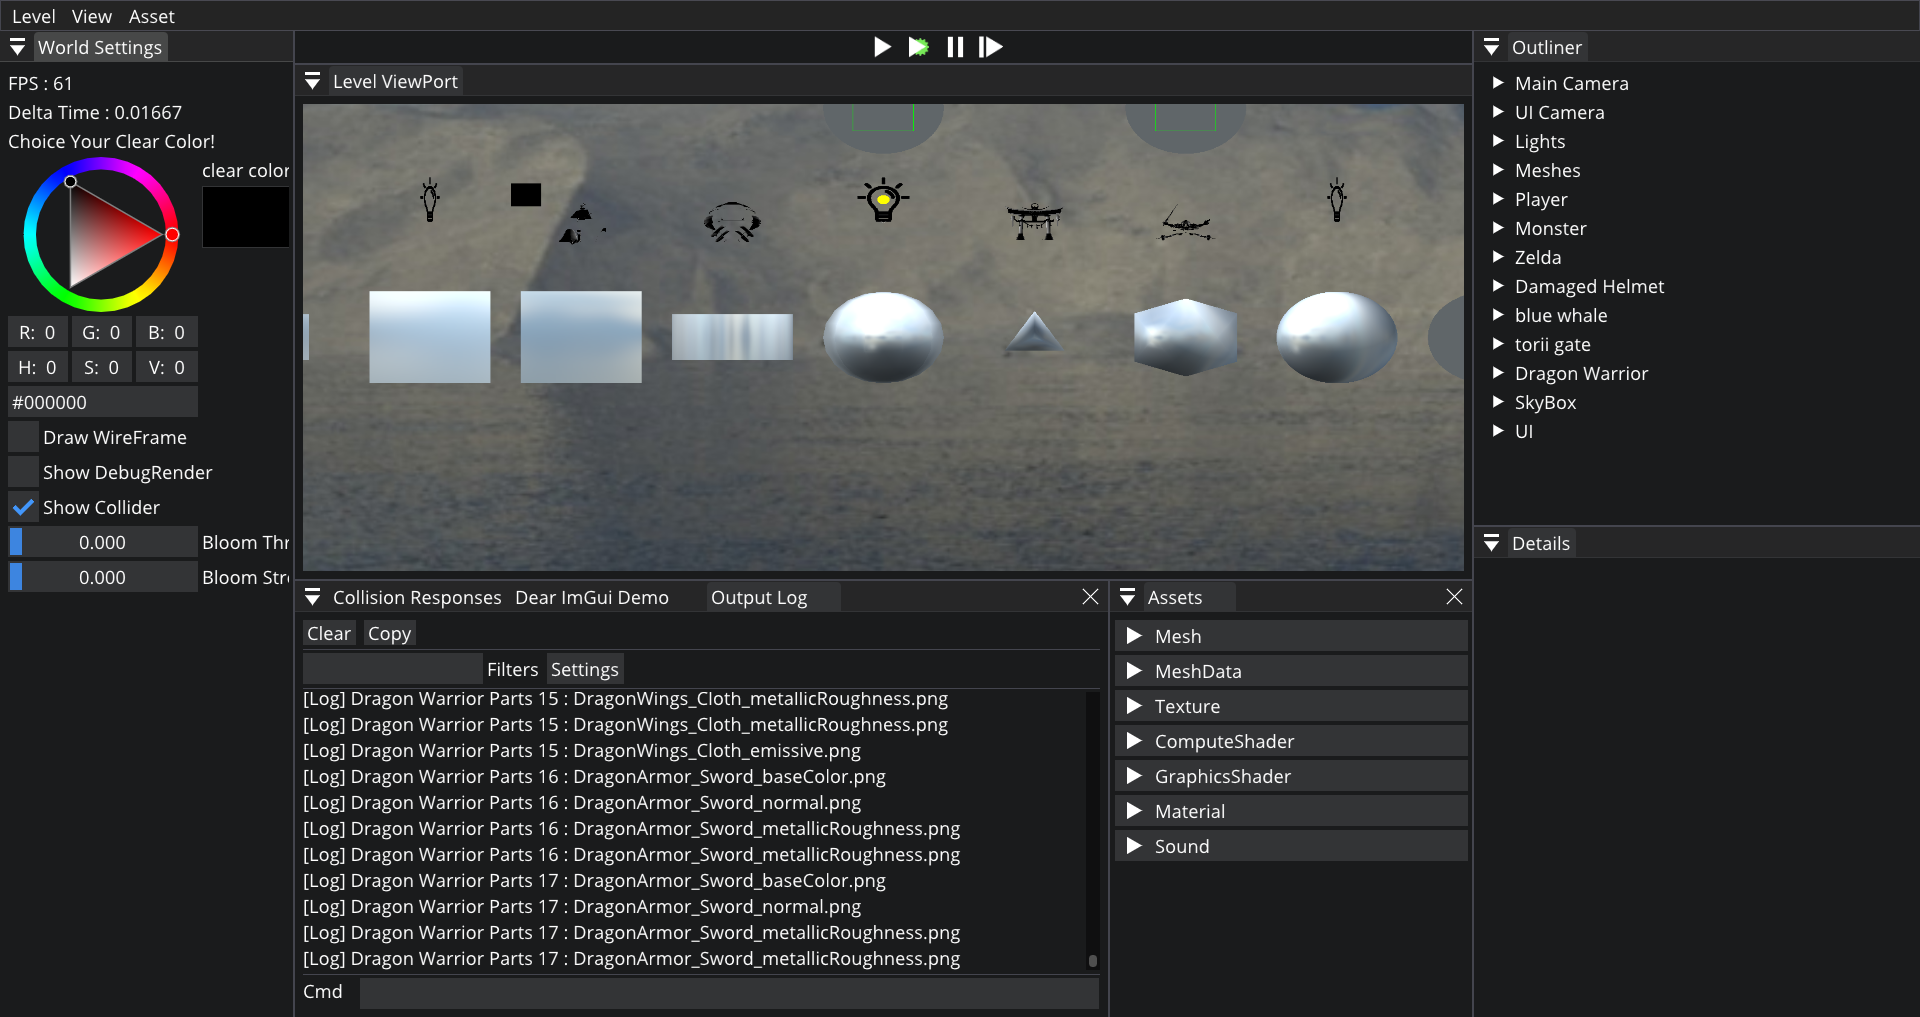 Level View Asset
World Settings
FPS : 61
Delta Time : 0.01667
Choice Your Clear Color!
clear color
R: 0 G: 0 B: 0
H: 0 S: 0 V: 0
#000000
Draw WireFrame
Show DebugRender
Show Collider
0.000 Bloom Thr
0.000 Bloom Str
Level ViewPort
Collision Responses Dear ImGui Demo Output Log
Clear Copy
Filters Settings
[Log] Dragon Warrior Parts 15 : DragonWings_Cloth_metallicRoughness.png
[Log] Dragon Warrior Parts 15 : DragonWings_Cloth_metallicRoughness.png
[Log] Dragon Warrior Parts 15 : DragonWings_Cloth_emissive.png
[Log] Dragon Warrior Parts 16 : DragonArmor_Sword_baseColor.png
[Log] Dragon Warrior Parts 16 : DragonArmor_Sword_normal.png
[Log] Dragon Warrior Parts 16 : DragonArmor_Sword_metallicRoughness.png
[Log] Dragon Warrior Parts 16 : DragonArmor_Sword_metallicRoughness.png
[Log] Dragon Warrior Parts 17 : DragonArmor_Sword_baseColor.png
[Log] Dragon Warrior Parts 17 : DragonArmor_Sword_normal.png
[Log] Dragon Warrior Parts 17 : DragonArmor_Sword_metallicRoughness.png
[Log] Dragon Warrior Parts 17 : DragonArmor_Sword_metallicRoughness.png
Cmd
Assets
Mesh
MeshData
Texture
ComputeShader
GraphicsShader
Material
Sound
Outliner
Main Camera
UI Camera
Lights
Meshes
Player
Monster
Zelda
Damaged Helmet
blue whale
torii gate
Dragon Warrior
SkyBox
UI
Details